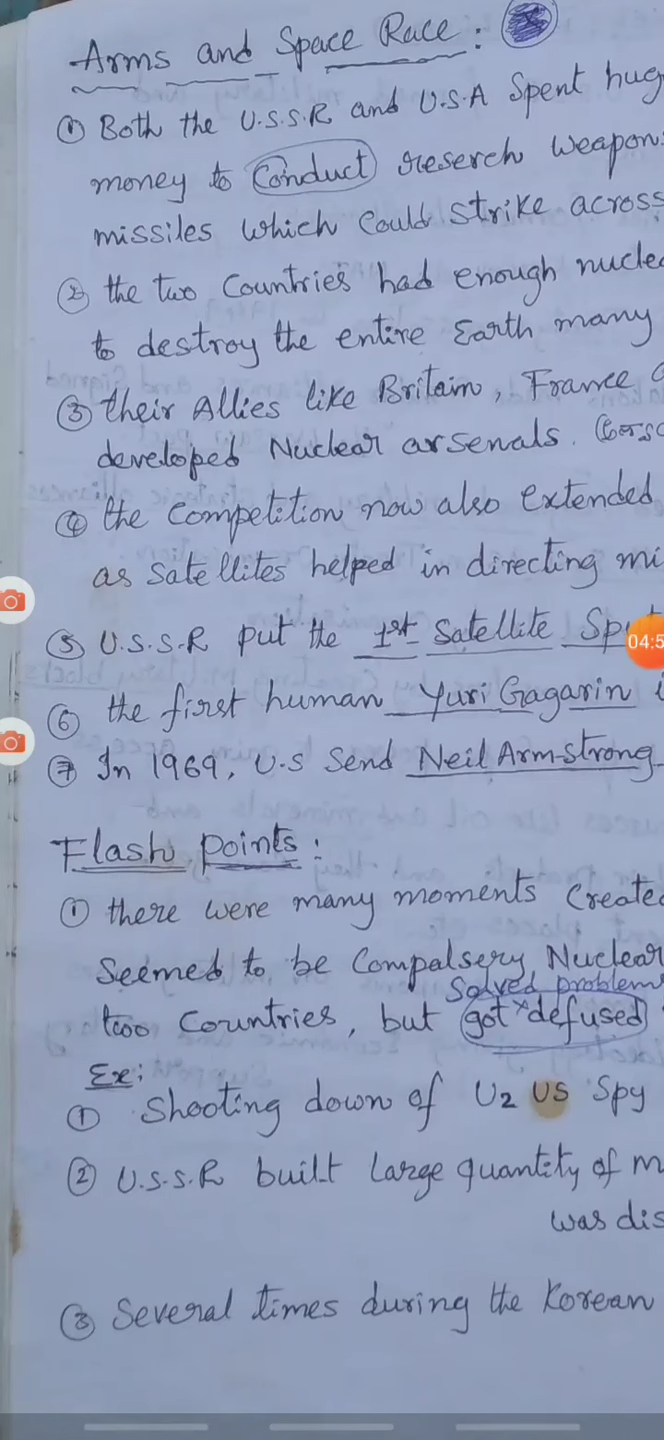 Arms and Space Race :
① Both the U.S.S.R and U.S.A Spent hug
money to Conduct reserch weapon
missiles which Could Strike across
② the two Countries had enough nucle
to destroy the entire Earth many
③ their Allies like Britain, France
developed Nuclear arsenals.
④ the Competition now also extended
as Satellites helped in directing mi
⑤ U.S.S.R put the 1st Satellite Sp
⑥ the first human Yuri Gagarin i
⑦ In 1969, U.S Send Neil Armstrong
Flash points :
① there were many moments Create
Seemed to be Compalsery Nuclear
Solved problem
two Countries, but got defused
Ex:
① Shooting down of U2 US Spy
② U.S.S.R built large quantity of m
was dis
③ Several times during the Korean
04:5